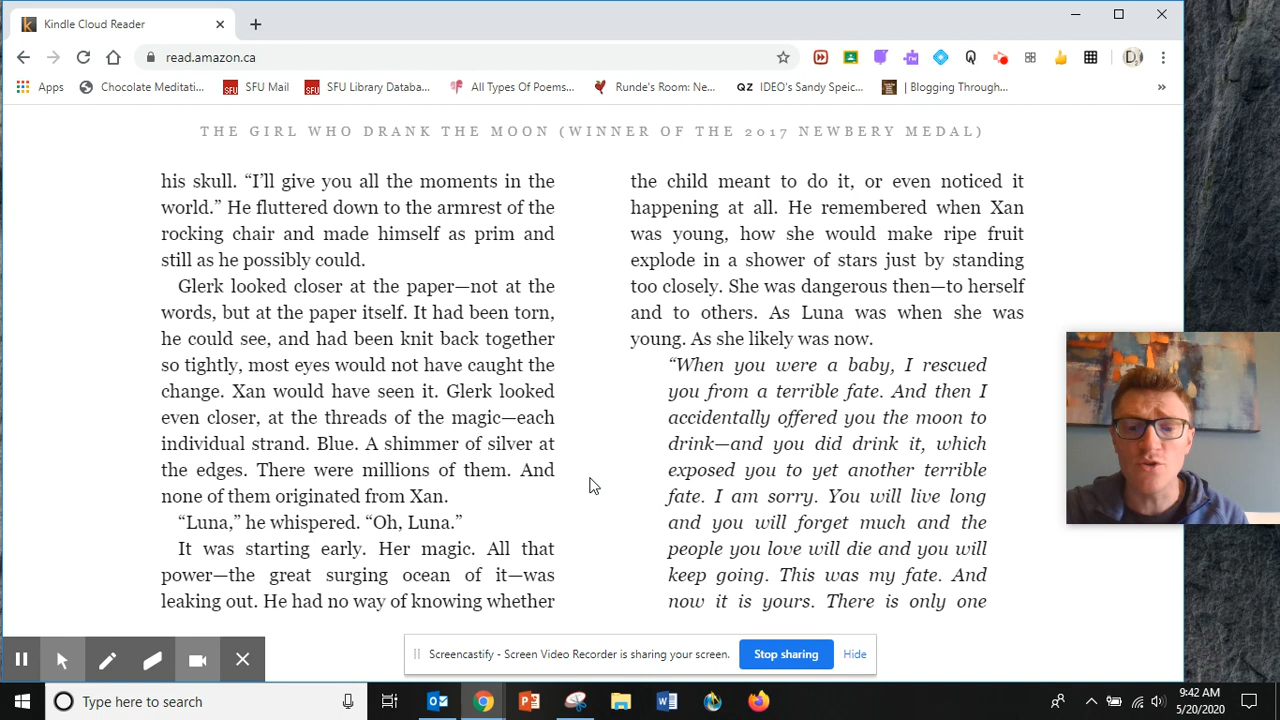 Kindle Cloud Reader
read.amazon.ca
Apps
Chocolate Meditati...
SFU Mail
SFU Library Databa...
All Types Of Poems...
Runde's Room: Ne...
QZ IDEO's Sandy Speic...
| Blogging Through...
»
THE GIRL WHO DRANK THE MOON (WINNER OF THE 2017 NEWBERY MEDAL)
his skull. “I’ll give you all the moments in the
world.” He fluttered down to the armrest of the
rocking chair and made himself as prim and
still as he possibly could.
Glerk looked closer at the paper—not at the
words, but at the paper itself. It had been torn,
he could see, and had been knit back together
so tightly, most eyes would not have caught the
change. Xan would have seen it. Glerk looked
even closer, at the threads of the magic—each
individual strand. Blue. A shimmer of silver at
the edges. There were millions of them. And
none of them originated from Xan.
“Luna,” he whispered. “Oh, Luna.”
It was starting early. Her magic. All that
power—the great surging ocean of it—was
leaking out. He had no way of knowing whether
the child meant to do it, or even noticed it
happening at all. He remembered when Xan
was young, how she would make ripe fruit
explode in a shower of stars just by standing
too closely. She was dangerous then—to herself
and to others. As Luna was when she was
young. As she likely was now.
“When you were a baby, I rescued
you from a terrible fate. And then I
accidentally offered you the moon to
drink—and you did drink it, which
exposed you to yet another terrible
fate. I am sorry. You will live long
and you will forget much and the
people you love will die and you will
keep going. This was my fate. And
now it is yours. There is only one
Screencastify - Screen Video Recorder is sharing your screen.
Stop sharing
Hide
Type here to search
9:42 AM
5/20/2020